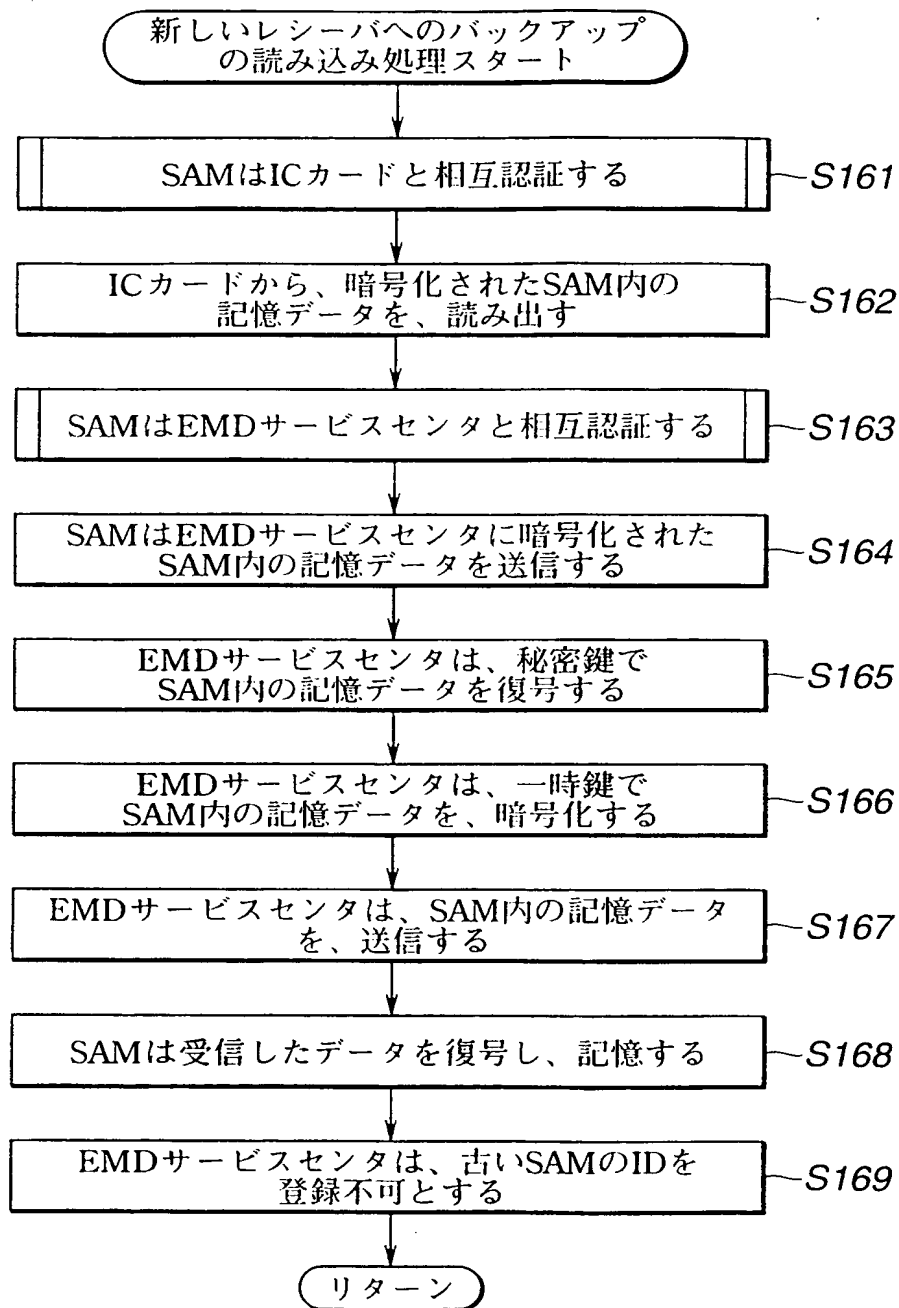 新しいレシーバへのバックアップ
の読み込み処理スタート
SAMはICカードと相互認証する
S161
ICカードから、暗号化されたSAM内の
記憶データを、読み出す
S162
SAMはEMDサービスセンタと相互認証する
S163
SAMはEMDサービスセンタに暗号化された
SAM内の記憶データを送信する
S164
EMDサービスセンタは、秘密鍵で
SAM内の記憶データを復号する
S165
EMDサービスセンタは、一時鍵で
SAM内の記憶データを、暗号化する
S166
EMDサービスセンタは、SAM内の記憶データ
を、送信する
S167
SAMは受信したデータを復号し、記憶する
S168
EMDサービスセンタは、古いSAMのIDを
登録不可とする
S169
リターン